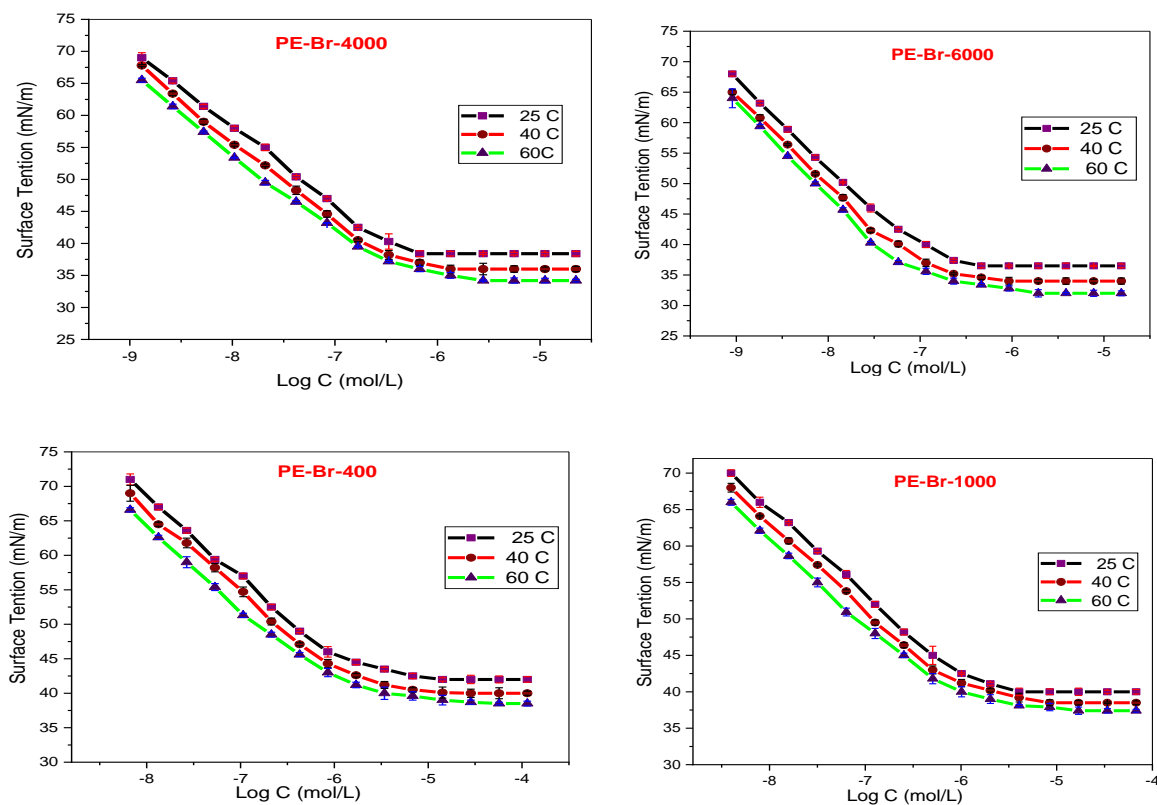 PE-Br-4000
Surface Tention (mN/m)
75
70
65
60
55
50
45
40
35
30
25
25 C
40 C
60C
-9 -8 -7 -6 -5
Log C (mol/L)
PE-Br-6000
Surface Tention (mN/m)
75
70
65
60
55
50
45
40
35
30
25
25 C
40 C
60 C
-9 -8 -7 -6 -5
Log C (mol/L)
PE-Br-400
Surface Tention (mN/m)
75
70
65
60
55
50
45
40
35
30
25 C
40 C
60 C
-8 -7 -6 -5 -4
Log C (mol/L)
PE-Br-1000
Surface Tention (mN/m)
70
65
60
55
50
45
40
35
30
25 C
40 C
60 C
-8 -7 -6 -5 -4
Log C (mol/L)